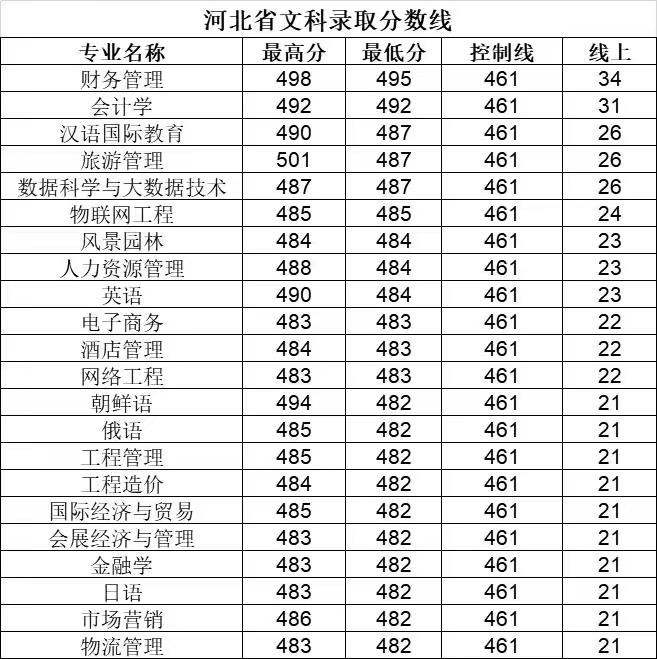 河北省文科录取分数线
专业名称 最高分 最低分 控制线 线上
财务管理 498 495 461 34
会计学 492 492 461 31
汉语国际教育 490 487 461 26
旅游管理 501 487 461 26
数据科学与大数据技术 487 487 461 26
物联网工程 485 485 461 24
风景园林 484 484 461 23
人力资源管理 488 484 461 23
英语 490 484 461 23
电子商务 483 483 461 22
酒店管理 484 483 461 22
网络工程 483 483 461 22
朝鲜语 494 482 461 21
俄语 485 482 461 21
工程管理 485 482 461 21
工程造价 484 482 461 21
国际经济与贸易 485 482 461 21
会展经济与管理 483 482 461 21
金融学 483 482 461 21
日语 483 482 461 21
市场营销 486 482 461 21
物流管理 483 482 461 21